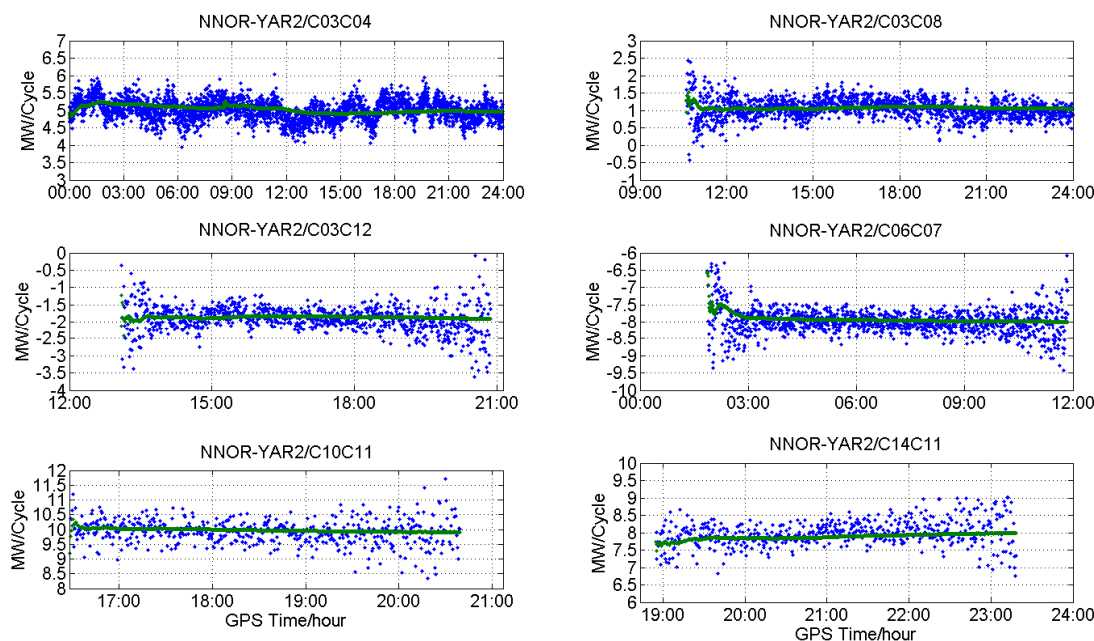 NNOR-YAR2/C03C04
7
6.5
6
5.5
5
4.5
4
3.5
3
MW/Cycle
00:00 03:00 06:00 09:00 12:00 15:00 18:00 21:00 24:00
NNOR-YAR2/C03C08
3
2.5
2
1.5
1
0.5
0
-0.5
-1
MW/Cycle
09:00 12:00 15:00 18:00 21:00 24:00
NNOR-YAR2/C03C12
0
-0.5
-1
-1.5
-2
-2.5
-3
-3.5
-4
MW/Cycle
12:00 15:00 18:00 21:00
NNOR-YAR2/C06C07
-6
-6.5
-7
-7.5
-8
-8.5
-9
-9.5
-10
MW/Cycle
00:00 03:00 06:00 09:00 12:00
NNOR-YAR2/C10C11
12
11.5
11
10.5
10
9.5
9
8.5
8
MW/Cycle
17:00 18:00 19:00 20:00 21:00
GPS Time/hour
NNOR-YAR2/C14C11
10
9.5
9
8.5
8
7.5
7
6.5
6
MW/Cycle
19:00 20:00 21:00 22:00 23:00 24:00
GPS Time/hour